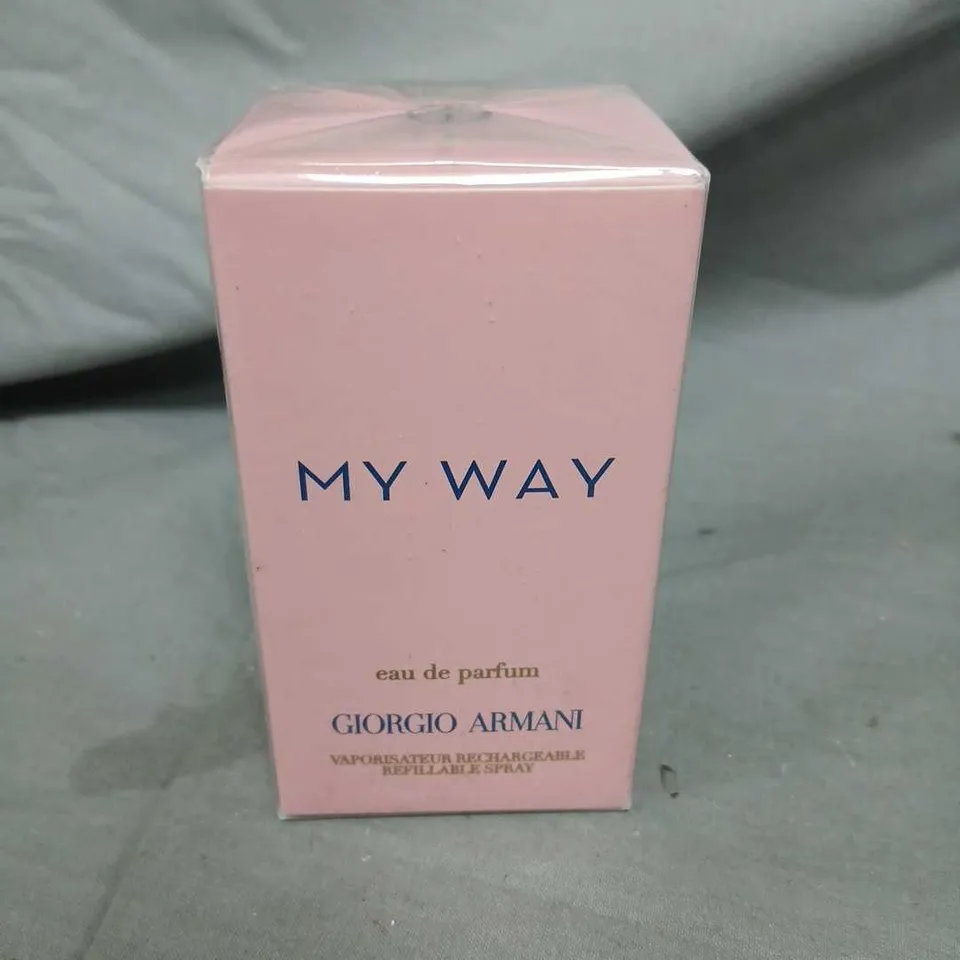 MY WAY
eau de parfum
GIORGIO ARMANI
VAPORISATEUR RECHARGEABLE
REFILLABLE SPRAY